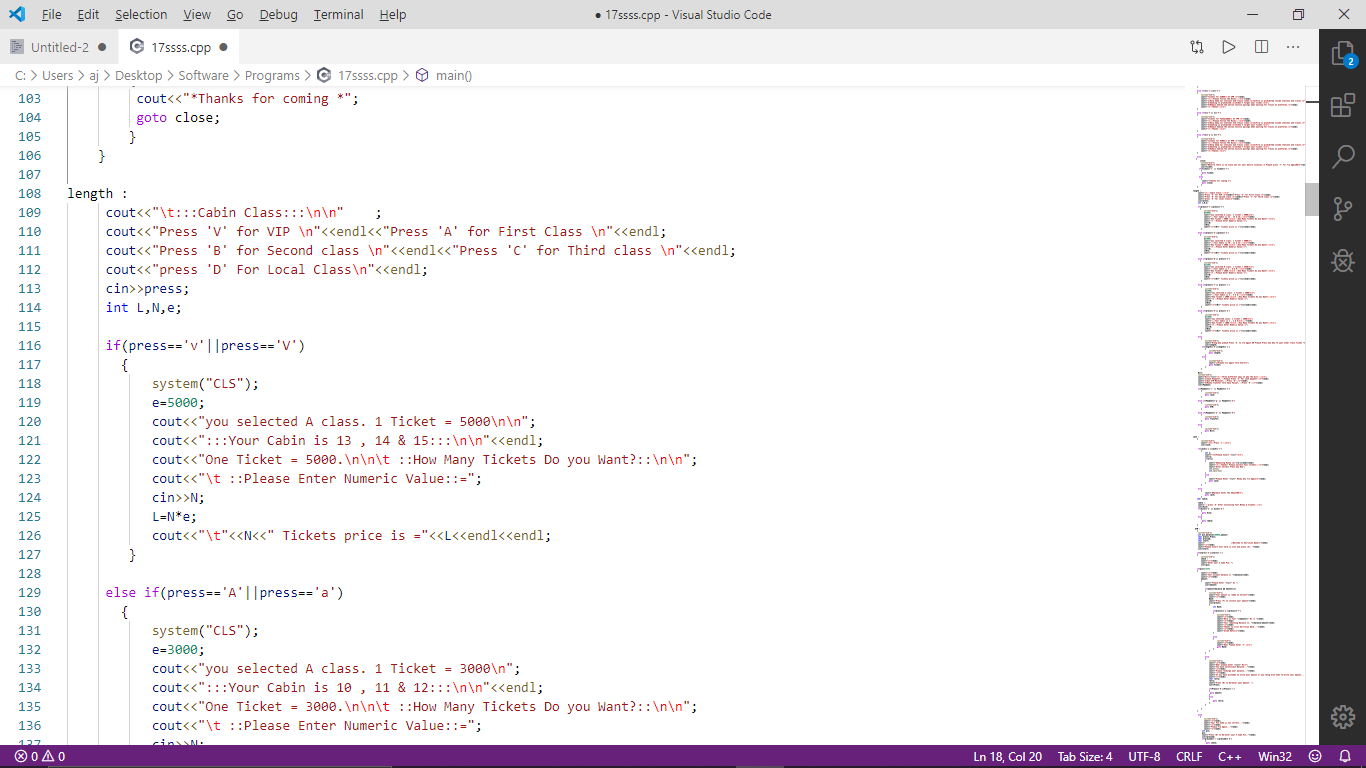 File Edit Selection View Go Debug Terminal Help ● 17ssss.cpp - Visual Studio Code
Untitled-2 ● 17ssss.cpp ●
C: > Users > aj > Desktop > Software > Programs > 17ssss.cpp > main()
103 cout<<"*Thanks for coming *";
104 goto close;
105 }
106 }
107
108 length :
109 cout<<"\t:::Cabin Class:::\n\n" ;
110 cout<<"Press 'V' for VIP \n"<<endl<<"Press 'A' for First Class \n"<<endl;
111 cout<<"Press 'B' for Second class \n"<<endl<<"Press 'C' for Third class \n"<<endl;
112 cout<<"press 'D' For Local Class\n"<<endl;
113 cin>>press;
114 int L,N,e;
115
116 if(press=='v'||press=='V')
117 {
118 system("CLS");
119 e=5000;
120 cout<<"you selected A class. 1 Ticket = 5000\n\n";
121 cout<<":::Your Cabin is 13 , 14 & 15:::\n\n"<<endl;
122 cout<<"One Ticket = 5000.\n\n\t ::How Many Tickets Do you Want?::\n\n";
123 cout<<"\t ::Please Enter Numeric Value::=";
124 cin>>N;
125 L=N*e;
126 cout<<"\t"<<N<<" Tickets price is ="<<L<<endl<<endl;
127 }
128
129 else if(press=='A'||press=='a')
130 {
131 system("CLS");
132 e=3000;
133 cout<<"you selected A class. 1 Ticket = 3000\n";
134 cout<<":::Your Cabin is 10 , 11 & 12:::\n\n"<<endl;
135 cout<<"One Ticket = 3000.\n\n\t ::How Many Tickets Do you Want?::\n\n";
136 cout<<"\t ::Please Enter Numeric Value::=";
137 cin>>N;
2
0 0 Ln 18, Col 20 Tab Size: 4 UTF-8 CRLF C++ Win32